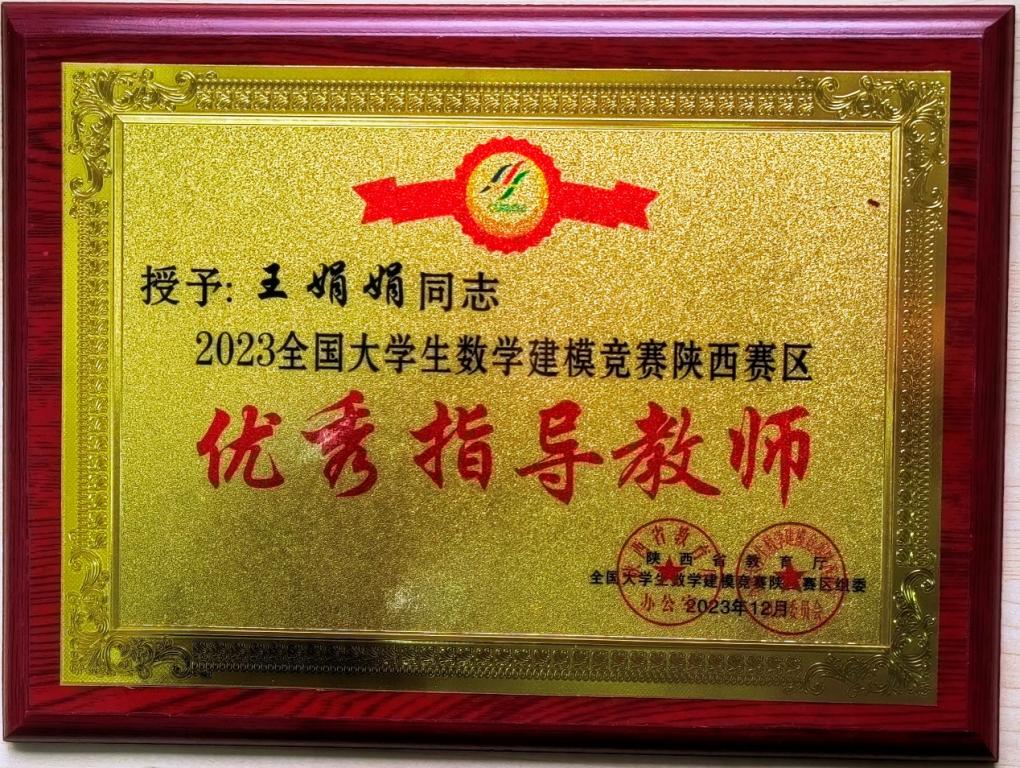 授予: 王娟娟同志
2023全国大学生数学建模竞赛陕西赛区
优秀指导教师
陕西省教育厅
全国大学生数学建模竞赛陕西赛区组委
2023年12月
办公室